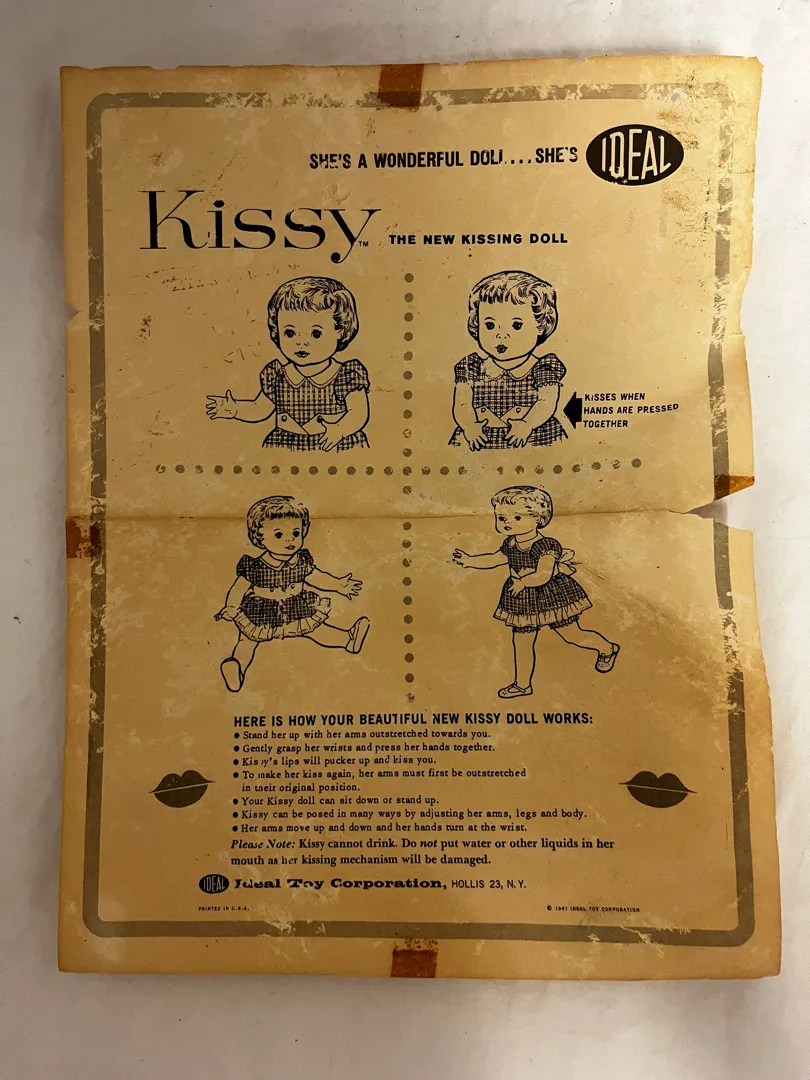 SHE'S A WONDERFUL DOLL....SHE'S IDEAL
Kissy™ THE NEW KISSING DOLL
KISSES WHEN
HANDS ARE PRESSED
TOGETHER
HERE IS HOW YOUR BEAUTIFUL NEW KISSY DOLL WORKS:
● Stand her up with her arms outstretched towards you.
● Gently grasp her wrists and press her hands together.
● Kissy's lips will pucker up and kiss you.
● To make her kiss again, her arms must first be outstretched
in their original position.
● Your Kissy doll can sit down or stand up.
● Kissy can be posed in many ways by adjusting her arms, legs and body.
● Her arms move up and down and her hands turn at the wrist.
Please Note: Kissy cannot drink. Do not put water or other liquids in her
mouth as her kissing mechanism will be damaged.
IDEAL Ideal Toy Corporation, HOLLIS 23, N.Y.
PRINTED IN U.S.A.
© 1961 IDEAL TOY CORPORATION